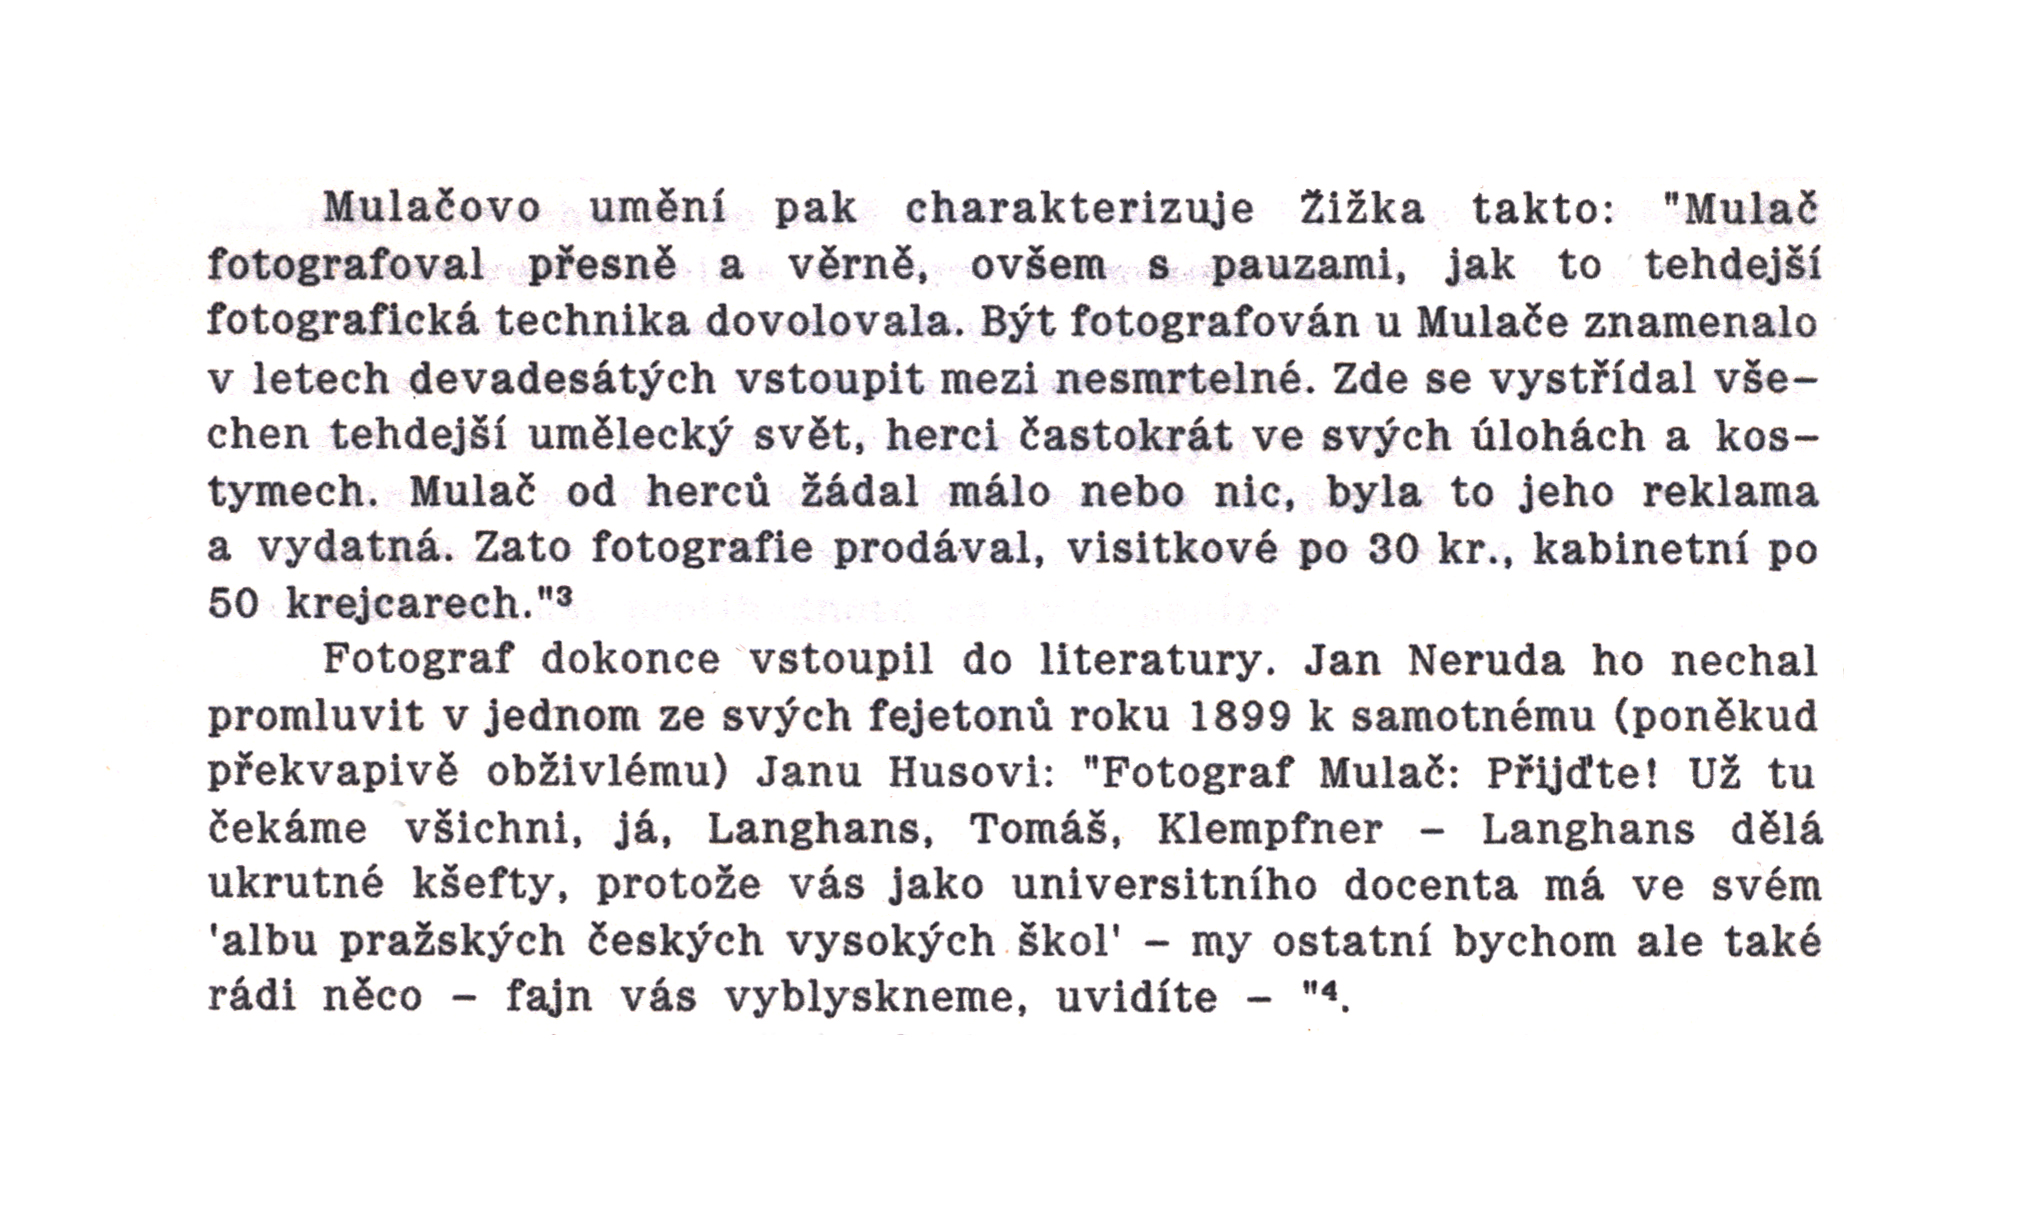 Mulačovo umění pak charakterizuje Žižka takto: "Mulač
fotografoval přesně a věrně, ovšem s pauzami, jak to tehdejší
fotografická technika dovolovala. Být fotografován u Mulače znamenalo
v letech devadesátých vstoupit mezi nesmrtelné. Zde se vystřídal vše–
chen tehdejší umělecký svět, herci častokrát ve svých úlohách a kos–
tymech. Mulač od herců žádal málo nebo nic, byla to jeho reklama
a vydatná. Zato fotografie prodával, visitkové po 30 kr., kabinetní po
50 krejcarech."³
Fotograf dokonce vstoupil do literatury. Jan Neruda ho nechal
promluvit v jednom ze svých fejetonů roku 1899 k samotnému (poněkud
překvapivě obživlému) Janu Husovi: "Fotograf Mulač: Přijďte! Už tu
čekáme všichni, já, Langhans, Tomáš, Klempfner – Langhans dělá
ukrutné kšefty, protože vás jako universitního docenta má ve svém
'albu pražských českých vysokých škol' – my ostatní bychom ale také
rádi něco – fajn vás vyblyskneme, uvidíte – "⁴.